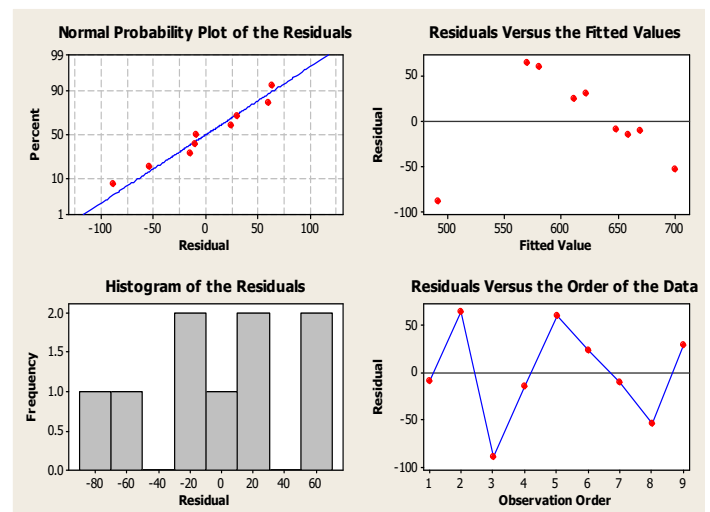 Normal Probability Plot of the Residuals
99
90
50
10
1
Percent
-100 -50 0 50 100
Residual
Residuals Versus the Fitted Values
50
0
-50
-100
Residual
500 550 600 650 700
Fitted Value
Histogram of the Residuals
2.0
1.5
1.0
0.5
0.0
Frequency
-80 -60 -40 -20 0 20 40 60
Residual
Residuals Versus the Order of the Data
50
0
-50
-100
Residual
1 2 3 4 5 6 7 8 9
Observation Order